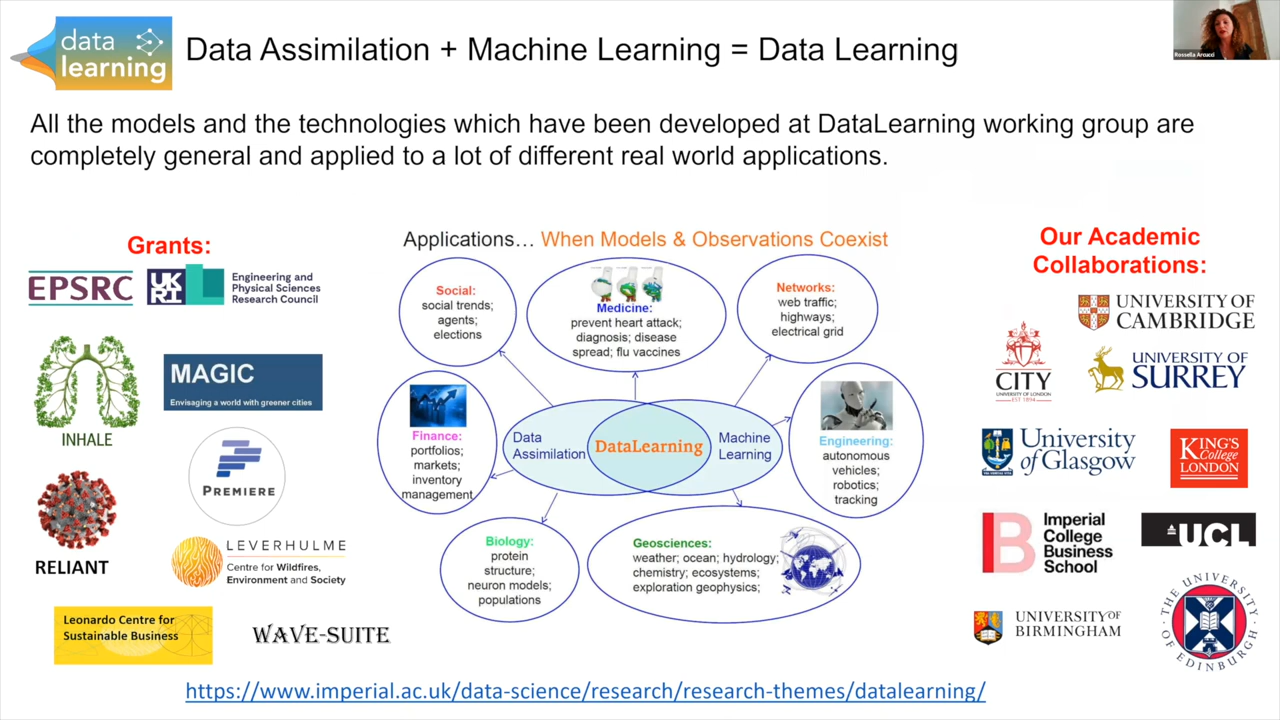 data
learning
Data Assimilation + Machine Learning = Data Learning
Rossella Arcucci
All the models and the technologies which have been developed at DataLearning working group are
completely general and applied to a lot of different real world applications.
Grants:
EPSRC
UKRI
Engineering and
Physical Sciences
Research Council
INHALE
MAGIC
Envisaging a world with greener cities
PREMIERE
RELIANT
LEVERHULME
Centre for Wildfires,
Environment and Society
Leonardo Centre for
Sustainable Business
WAVE-SUITE
Applications… When Models & Observations Coexist
Social:
social trends;
agents;
elections
Medicine:
prevent heart attack;
diagnosis; disease
spread; flu vaccines
Networks:
web traffic;
highways;
electrical grid
Finance:
portfolios;
markets;
inventory
management
Data
Assimilation
DataLearning
Machine
Learning
Engineering:
autonomous
vehicles;
robotics;
tracking
Biology:
protein
structure;
neuron models;
populations
Geosciences:
weather; ocean; hydrology;
chemistry; ecosystems;
exploration geophysics;
Our Academic
Collaborations:
UNIVERSITY OF
CAMBRIDGE
CITY
UNIVERSITY OF LONDON
EST 1894
UNIVERSITY OF
SURREY
University
of Glasgow
KING'S
College
LONDON
Imperial
College
Business
School
UCL
UNIVERSITY OF
BIRMINGHAM
THE UNIVERSITY OF EDINBURGH
https://www.imperial.ac.uk/data-science/research/research-themes/datalearning/